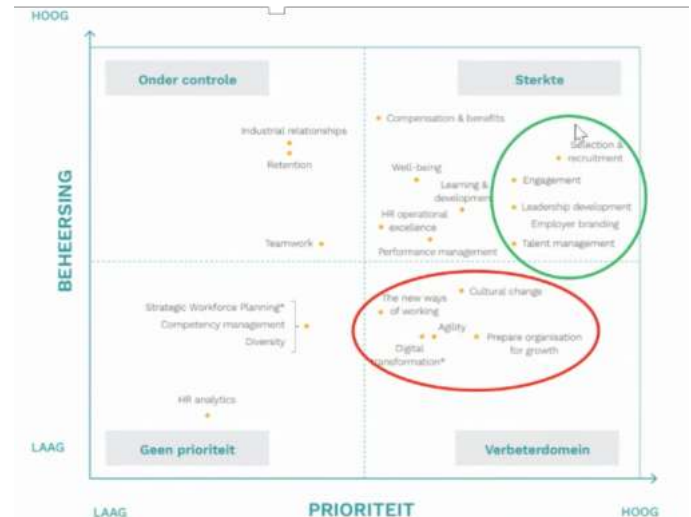 HOOG
Onder controle
Sterkte
Compensation & benefits
Industrial relationships
Retention
Selection &
recruitment
Well-being
Engagement
Learning &
development
Leadership development
HR operational
excellence
Employer branding
Teamwork
Performance management
Talent management
BEHEERSING
Cultural change
The new ways
of working
Strategic Workforce Planning*
Competency management
Diversity
Agility
Digital
transformation*
Prepare organisation
for growth
HR analytics
LAAG
Geen prioriteit
Verbeterdomein
LAAG
PRIORITEIT
HOOG